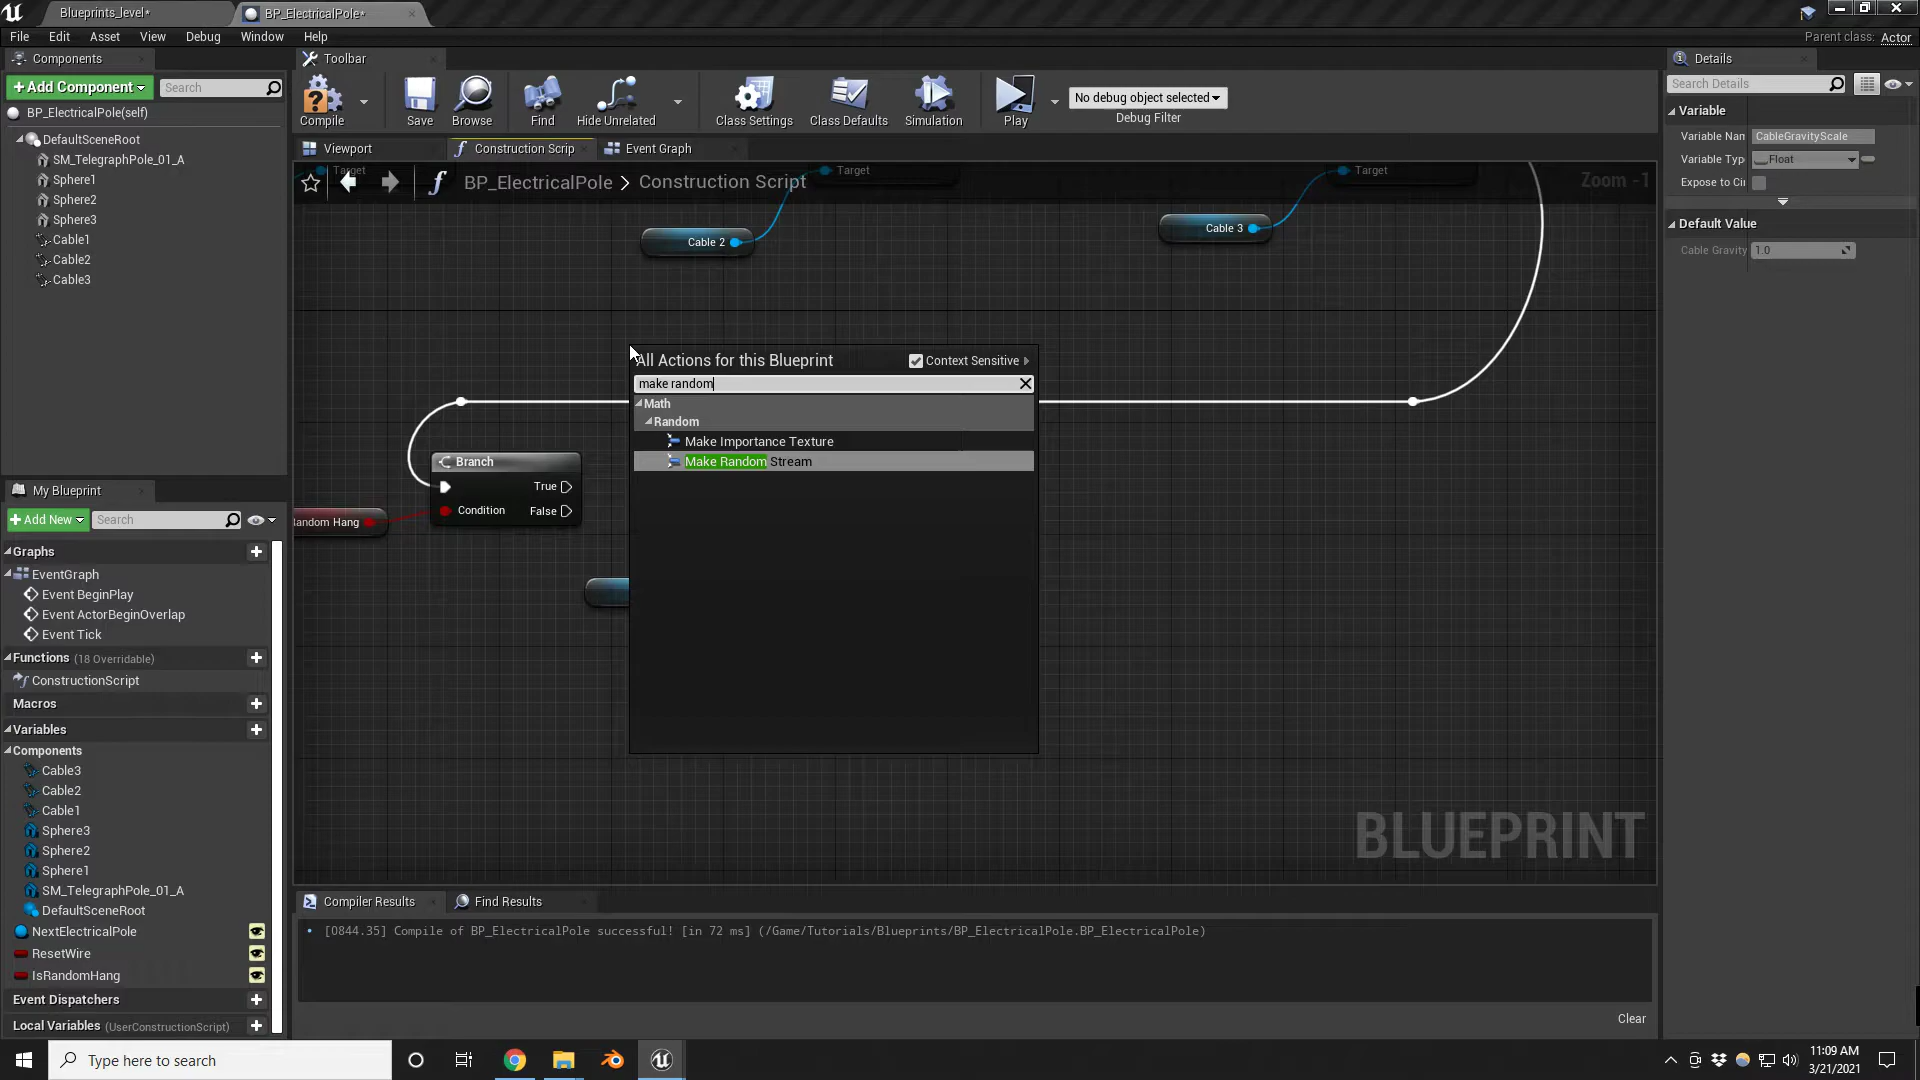 Blueprints_level*
BP_ElectricalPole*
File Edit Asset View Debug Window Help
Parent class: Actor
Components
+Add Component
Search
BP_ElectricalPole(self)
DefaultSceneRoot
SM_TelegraphPole_01_A
Sphere1
Sphere2
Sphere3
Cable1
Cable2
Cable3
Toolbar
Compile
Save
Browse
Find
Hide Unrelated
Class Settings
Class Defaults
Simulation
Play
No debug object selected
Debug Filter
Viewport
Construction Scrip
Event Graph
Target
Target
Target
BP_ElectricalPole > Construction Script
Zoom -1
Cable 2
Cable 3
All Actions for this Blueprint
Context Sensitive
make random
Math
Random
Make Importance Texture
Make Random Stream
Branch
True
Condition
False
Random Hang
BLUEPRINT
Details
Search Details
Variable
Variable Nam
CableGravityScale
Variable Typ
Float
Expose to Ci
Default Value
Cable Gravity
1.0
My Blueprint
+Add New
Search
Graphs
EventGraph
Event BeginPlay
Event ActorBeginOverlap
Event Tick
Functions (18 Overridable)
ConstructionScript
Macros
Variables
Components
Cable3
Cable2
Cable1
Sphere3
Sphere2
Sphere1
SM_TelegraphPole_01_A
DefaultSceneRoot
NextElectricalPole
ResetWire
IsRandomHang
Event Dispatchers
Local Variables (UserConstructionScript)
Compiler Results
Find Results
[0844.35] Compile of BP_ElectricalPole successful! [in 72 ms] (/Game/Tutorials/Blueprints/BP_ElectricalPole.BP_ElectricalPole)
Clear
Type here to search
11:09 AM
3/21/2021